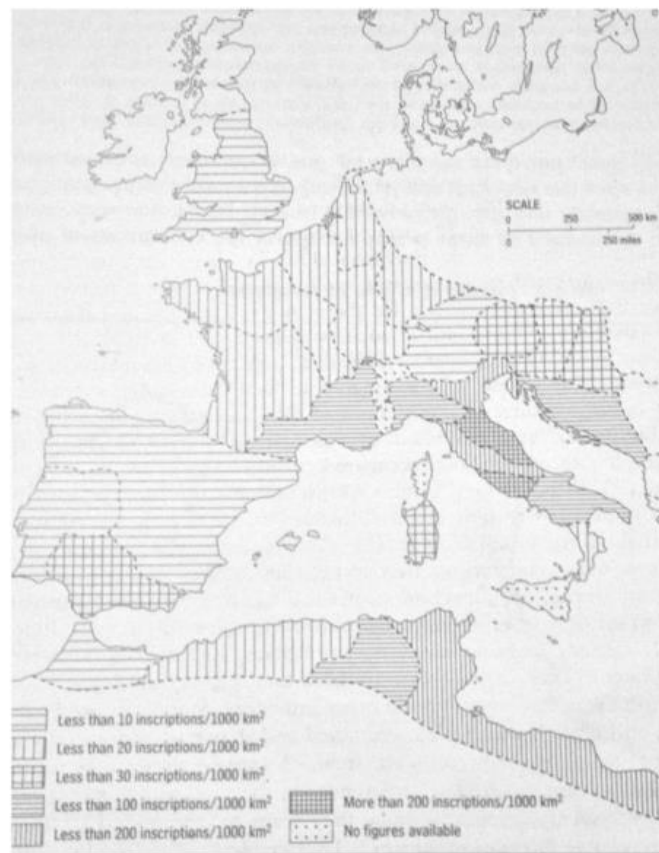 SCALE
0 250 500 km
0 250 miles
Less than 10 inscriptions/1000 km²
Less than 20 inscriptions/1000 km²
Less than 30 inscriptions/1000 km²
Less than 100 inscriptions/1000 km²
Less than 200 inscriptions/1000 km²
More than 200 inscriptions/1000 km²
No figures available